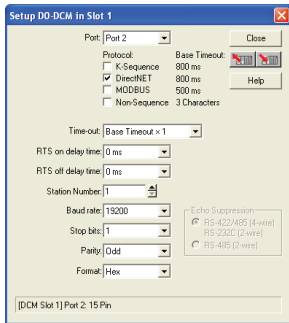 Setup D0-DCM in Slot 1
Port: Port 2
Close
Protocol: Base Timeout:
K-Sequence 800 ms
DirectNET 800 ms
MODBUS 500 ms
Non-Sequence 3 Characters
Help
Time-out: Base Timeout × 1
RTS on delay time: 0 ms
RTS off delay time: 0 ms
Station Number: 1
Baud rate: 19200
Stop bits: 1
Parity: Odd
Format: Hex
Echo Suppression
RS-422/485 (4-wire)
RS-232C (2-wire)
RS-485 (2-wire)
[DCM Slot 1] Port 2: 15 Pin